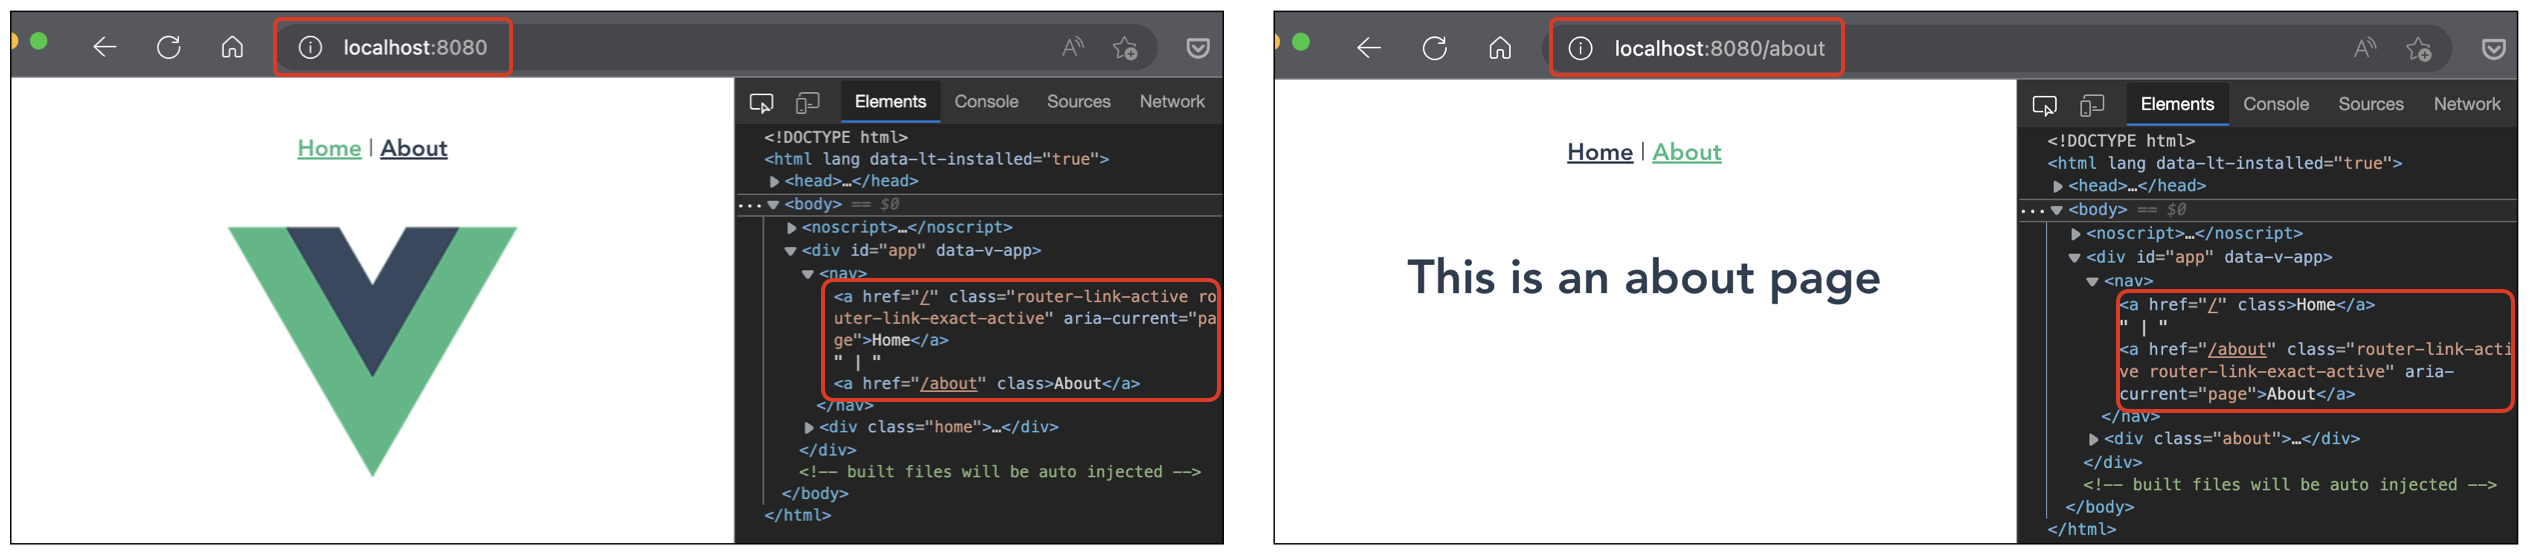 localhost:8080
Home | About
Elements Console Sources Network
<!DOCTYPE html>
<html lang data-lt-installed="true">
<head>…</head>
<body> == $0
<noscript>…</noscript>
<div id="app" data-v-app>
<nav>
<a href="/" class="router-link-active ro
uter-link-exact-active" aria-current="pa
ge">Home</a>
" | "
<a href="/about" class>About</a>
</nav>
<div class="home">…</div>
</div>
<!-- built files will be auto injected -->
</body>
</html>
localhost:8080/about
Home | About
This is an about page
Elements Console Sources Network
<!DOCTYPE html>
<html lang data-lt-installed="true">
<head>…</head>
<body> == $0
<noscript>…</noscript>
<div id="app" data-v-app>
<nav>
<a href="/" class>Home</a>
" | "
<a href="/about" class="router-link-acti
ve router-link-exact-active" aria-
current="page">About</a>
</nav>
<div class="about">…</div>
</div>
<!-- built files will be auto injected -->
</body>
</html>